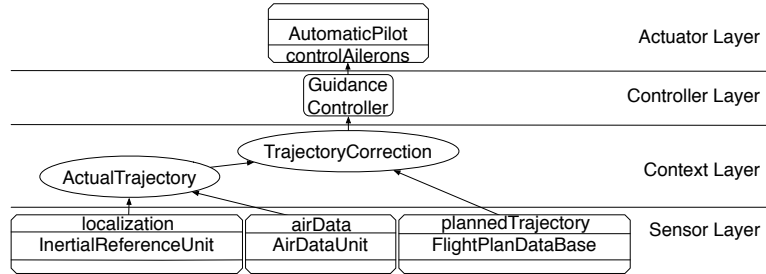 AutomaticPilot
controlAilerons
Actuator Layer
Guidance
Controller
Controller Layer
TrajectoryCorrection
ActualTrajectory
Context Layer
localization
InertialReferenceUnit
airData
AirDataUnit
plannedTrajectory
FlightPlanDataBase
Sensor Layer